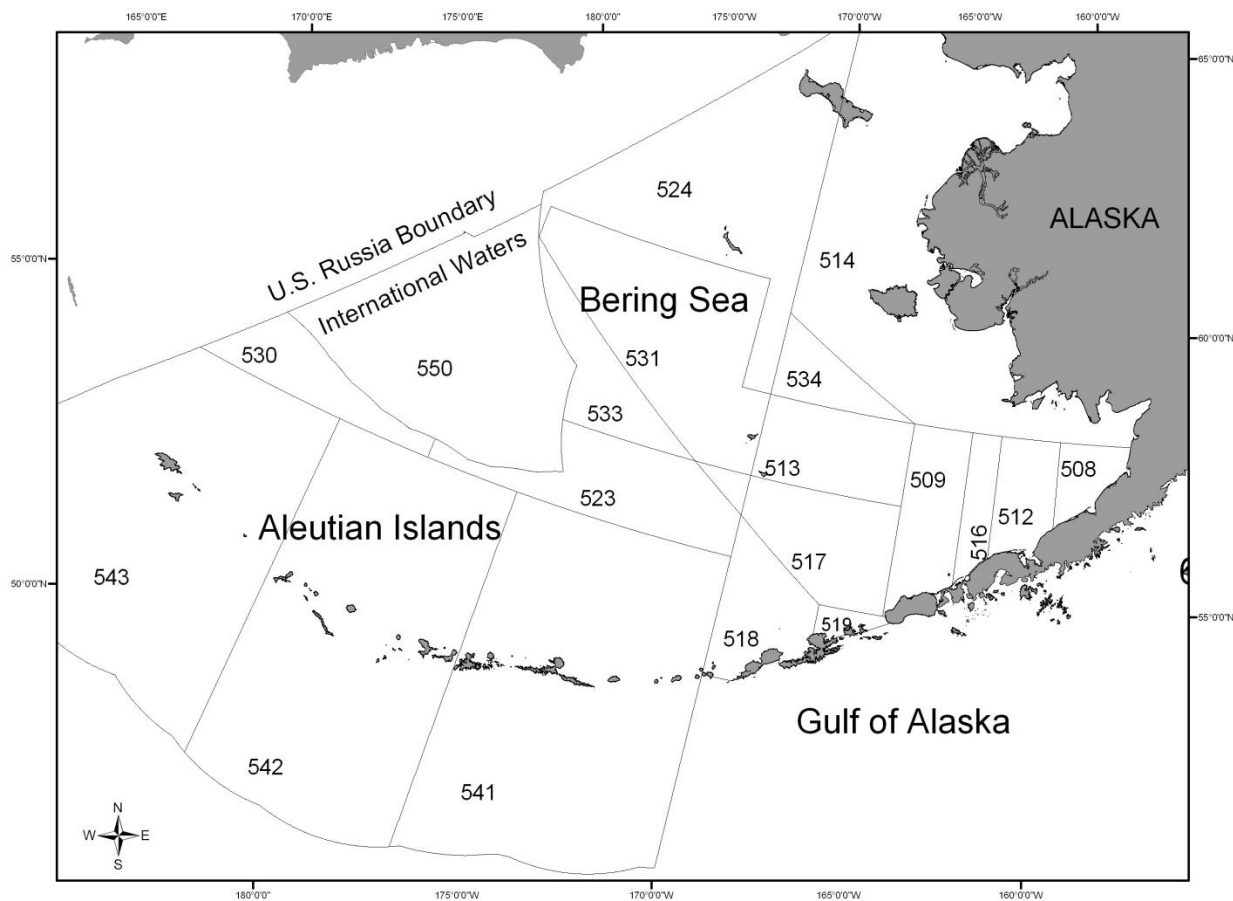 165°0'0"E 170°0'0"E 175°0'0"E 180°0'0" 175°0'0"W 170°0'0"W 165°0'0"W 160°0'0"W
65°0'0"N
524
ALASKA
U.S. Russia Boundary
55°0'0"N
514
International Waters
Bering Sea
60°0'0"N
530
550
531
534
533
513
508
509
523
512
516
Aleutian Islands
517
543
50°0'0"N
55°0'0"N
519
518
Gulf of Alaska
542
541
N
W E
S
180°0'0" 175°0'0"W 170°0'0"W 165°0'0"W 160°0'0"W